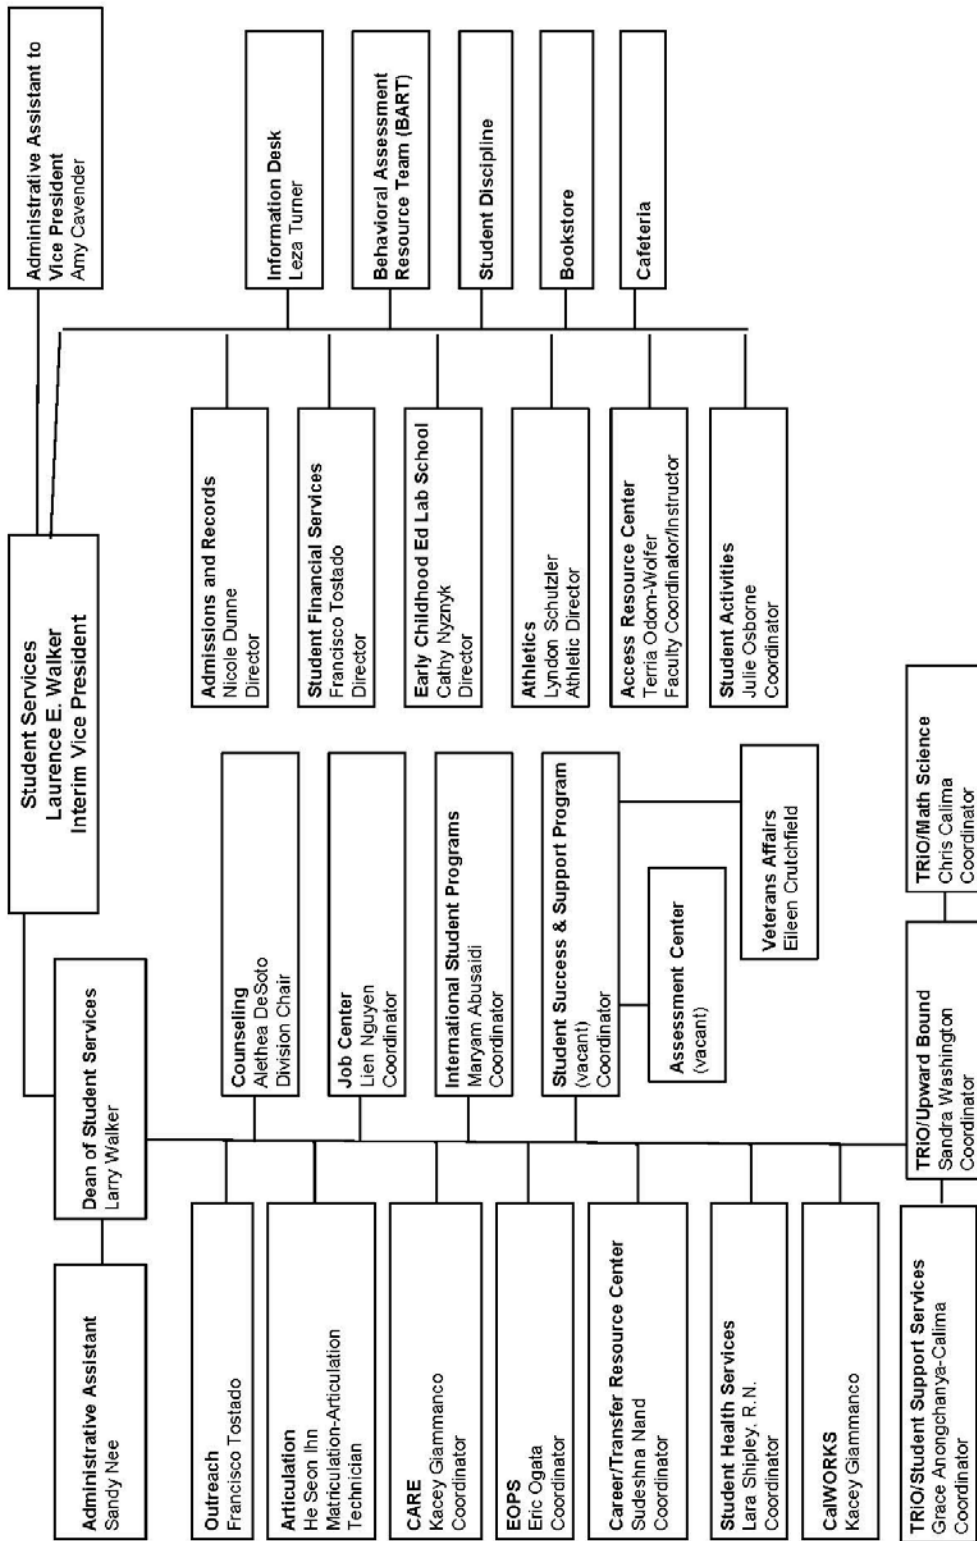 Student Services
Laurence E. Walker
Interim Vice President
Administrative Assistant to
Vice President
Amy Cavender
Dean of Student Services
Larry Walker
Administrative Assistant
Sandy Nee
Outreach
Francisco Tostado
Articulation
He Seon Ihn
Matriculation-Articulation
Technician
CARE
Kacey Giammanco
Coordinator
EOPS
Eric Ogata
Coordinator
Career/Transfer Resource Center
Sudeshna Nand
Coordinator
Student Health Services
Lara Shipley, R.N.
Coordinator
CalWORKS
Kacey Giammanco
TRiO/Student Support Services
Grace Anongchanya-Calima
Coordinator
Counseling
Alethea DeSoto
Division Chair
Job Center
Lien Nguyen
Coordinator
International Student Programs
Maryam Abusaidi
Coordinator
Student Success & Support Program
(vacant)
Coordinator
Assessment Center
(vacant)
Veterans Affairs
Eileen Crutchfield
TRiO/Upward Bound
Sandra Washington
Coordinator
TRiO/Math Science
Chris Calima
Coordinator
Admissions and Records
Nicole Dunne
Director
Student Financial Services
Francisco Tostado
Director
Early Childhood Ed Lab School
Cathy Nyznyk
Director
Athletics
Lyndon Schutzler
Athletic Director
Access Resource Center
Terria Odom-Wolfer
Faculty Coordinator/Instructor
Student Activities
Julie Osborne
Coordinator
Information Desk
Leza Turner
Behavioral Assessment
Resource Team (BART)
Student Discipline
Bookstore
Cafeteria